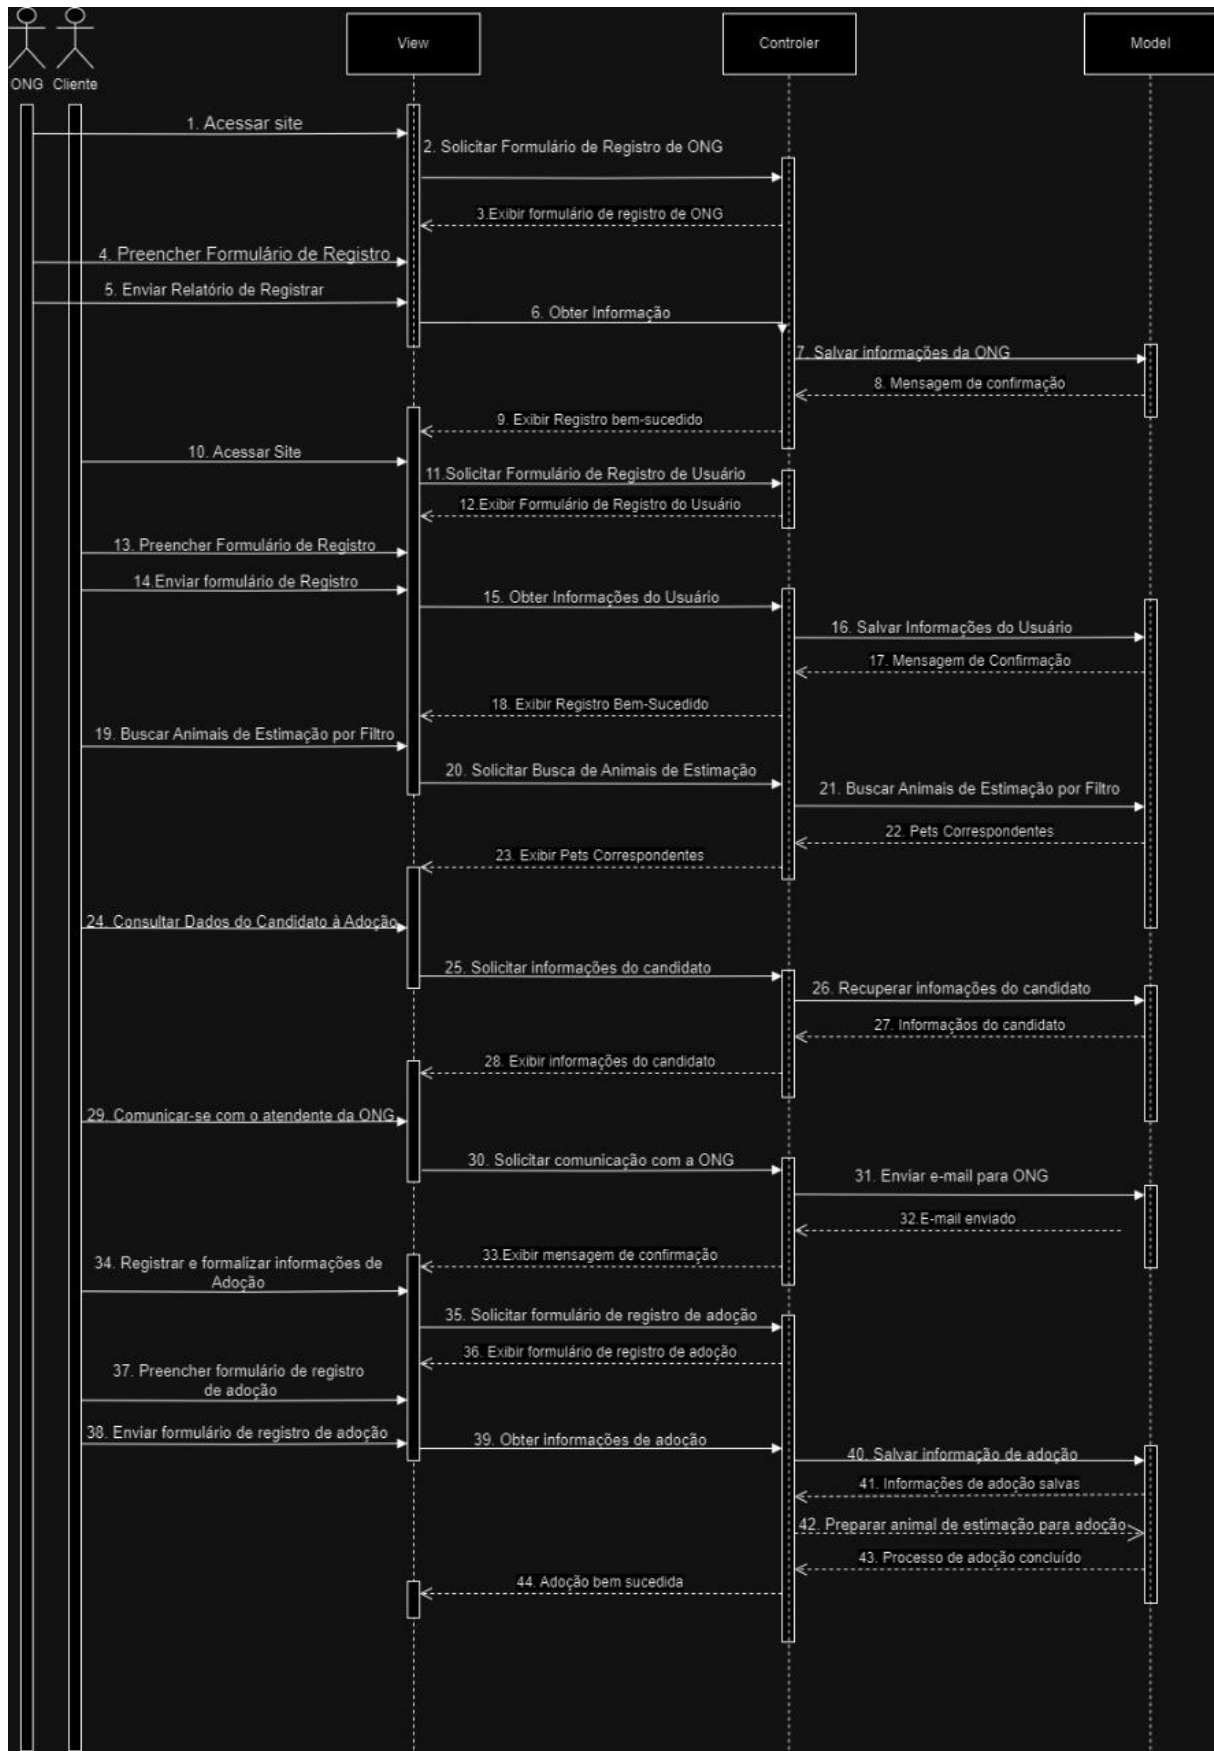 View
Controler
Model
ONG
Cliente
1. Acessar site
2. Solicitar Formulário de Registro de ONG
3.Exibir formulário de registro de ONG
4. Preencher Formulário de Registro
5. Enviar Relatório de Registrar
6. Obter Informação
7. Salvar informações da ONG
8. Mensagem de confirmação
9. Exibir Registro bem-sucedido
10. Acessar Site
11.Solicitar Formulário de Registro de Usuário
12.Exibir Formulário de Registro do Usuário
13. Preencher Formulário de Registro
14.Enviar formulário de Registro
15. Obter Informações do Usuário
16. Salvar Informações do Usuário
17. Mensagem de Confirmação
18. Exibir Registro Bem-Sucedido
19. Buscar Animais de Estimação por Filtro
20. Solicitar Busca de Animais de Estimação
21. Buscar Animais de Estimação por Filtro
22. Pets Correspondentes
23. Exibir Pets Correspondentes
24. Consultar Dados do Candidato à Adoção
25. Solicitar informações do candidato
26. Recuperar infomações do candidato
27. Informaçãos do candidato
28. Exibir informações do candidato
29. Comunicar-se com o atendente da ONG
30. Solicitar comunicação com a ONG
31. Enviar e-mail para ONG
32.E-mail enviado
33.Exibir mensagem de confirmação
34. Registrar e formalizar informações de
Adoção
35. Solicitar formulário de registro de adoção
36. Exibir formulário de registro de adoção
37. Preencher formulário de registro
de adoção
38. Enviar formulário de registro de adoção
39. Obter informações de adoção
40. Salvar informação de adoção
41. Informações de adoção salvas
42. Preparar animal de estimação para adoção
43. Processo de adoção concluído
44. Adoção bem sucedida